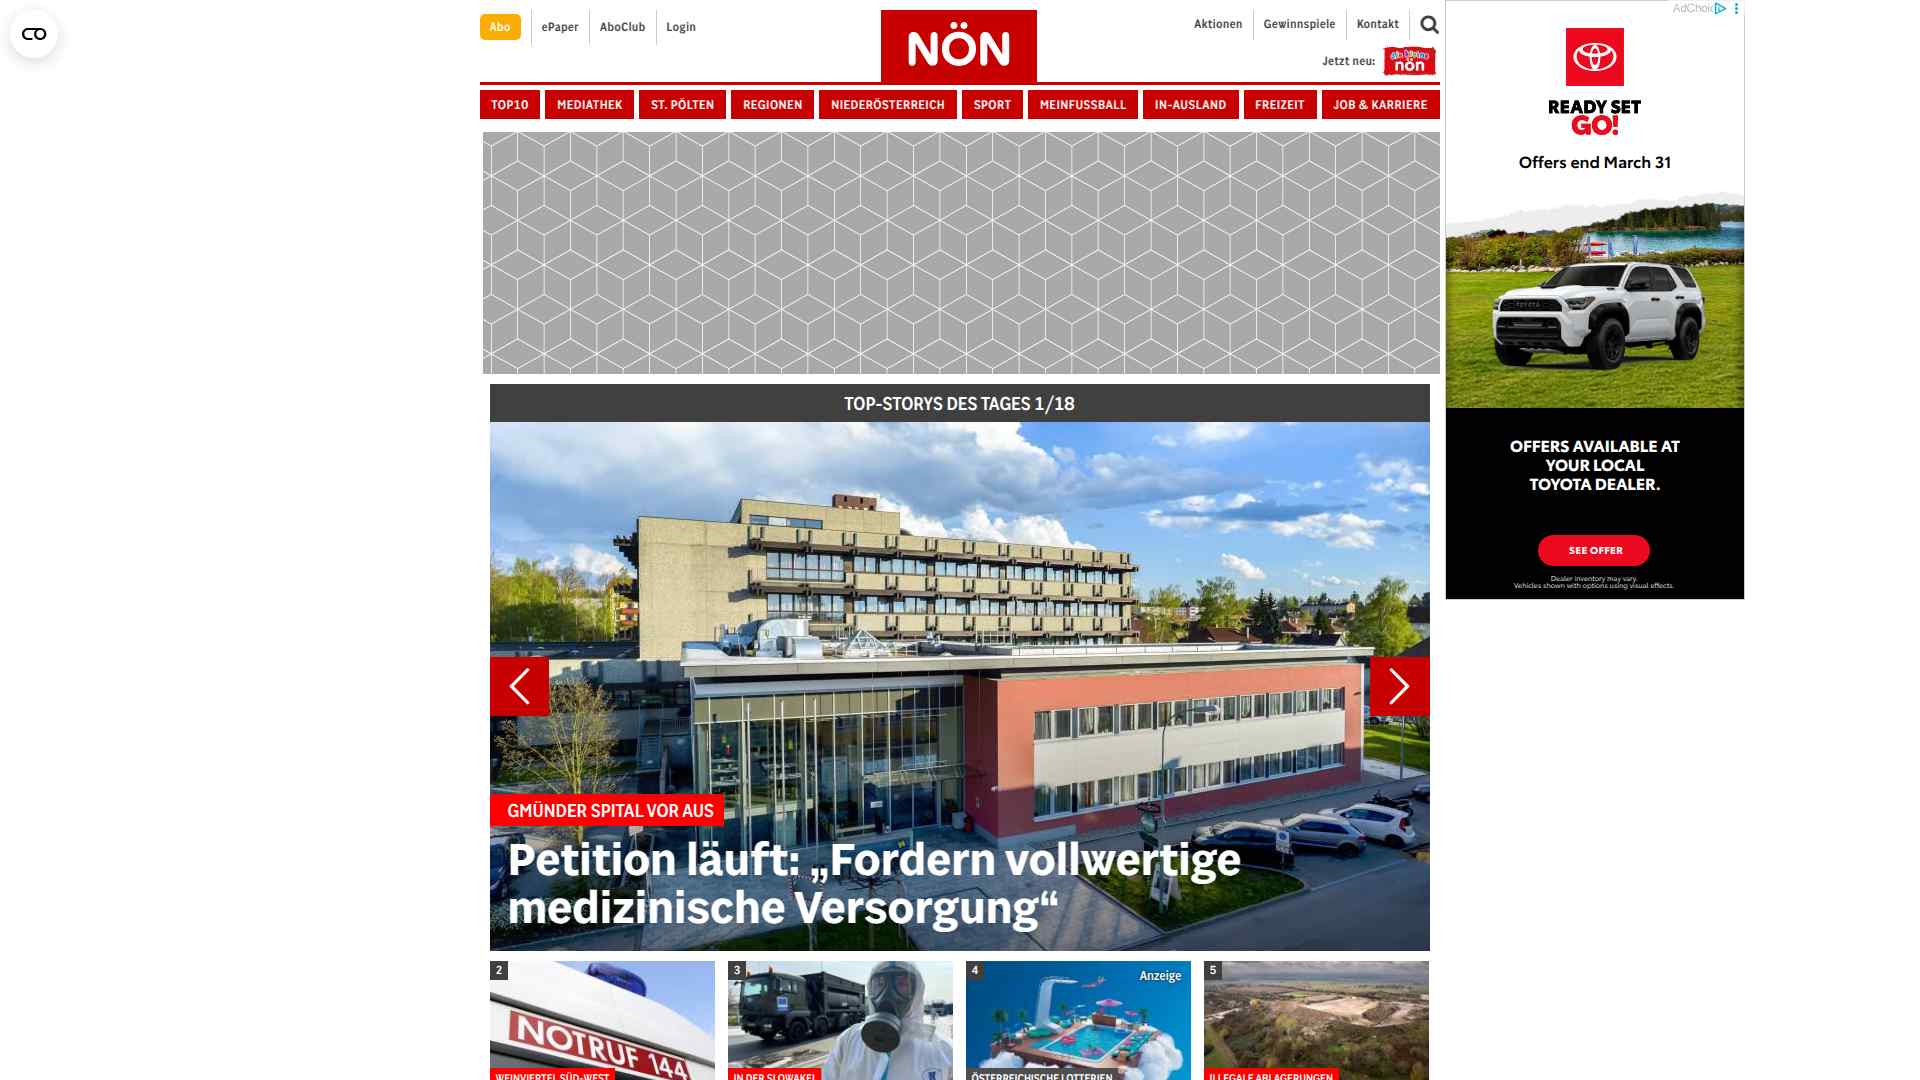 Abo
ePaper
AboClub
Login
NÖN
Aktionen
Gewinnspiele
Kontakt
Jetzt neu:
die kleine
nön
TOP10
MEDIATHEK
ST. PÖLTEN
REGIONEN
NIEDERÖSTERREICH
SPORT
MEINFUSSBALL
IN-AUSLAND
FREIZEIT
JOB & KARRIERE
AdChoic
READY SET
GO!
Offers end March 31
TOYOTA
OFFERS AVAILABLE AT
YOUR LOCAL
TOYOTA DEALER.
SEE OFFER
Dealer inventory may vary.
Vehicles shown with options using visual effects.
TOP-STORYS DES TAGES 1/18
GMÜNDER SPITAL VOR AUS
Petition läuft: „Fordern vollwertige
medizinische Versorgung“
2
NOTRUF 144
WEINVIERTEL SÜD-WEST
3
IN DER SLOWAKEI
4
Anzeige
ÖSTERREICHISCHE LOTTERIEN
5
ILLEGALE ABLAGERUNGEN